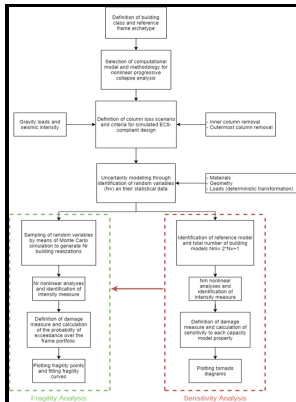 Definition of building
class and reference
frame archetype
Selection of computational
model and methodology for
nonlinear progressive
collapse analysis
Gravity loads and
seismic intensity
Definition of column loss scenario
and criteria for simulated EC8-
compliant design
- Inner column removal
- Outermost column removal
Uncertainty modeling through
identification of random variables
(Nv) an their statistical data
- Materials
- Geometry
- Loads (deterministic transformation)
Sampling of random variables
by means of Monte Carlo
simulation to generate Nr
building realizations
Nr nonlinear analyses and
identification of intensity
measure
Definition of damage
measure and calculation of
the probability of
exceedance over the
frame portfolio
Plotting fragility points
and fitting fragility
curves
Fragility Analysis
Identification of reference model
and total number of building
models Nm= 2*Nv+1
Nm nonlinear
analyses and
identification of
intensity measure
Definition of damage
measure and calculation of
sensitivity to each capacity
model property
Plotting tornado
diagrams
Sensitivity Analysis